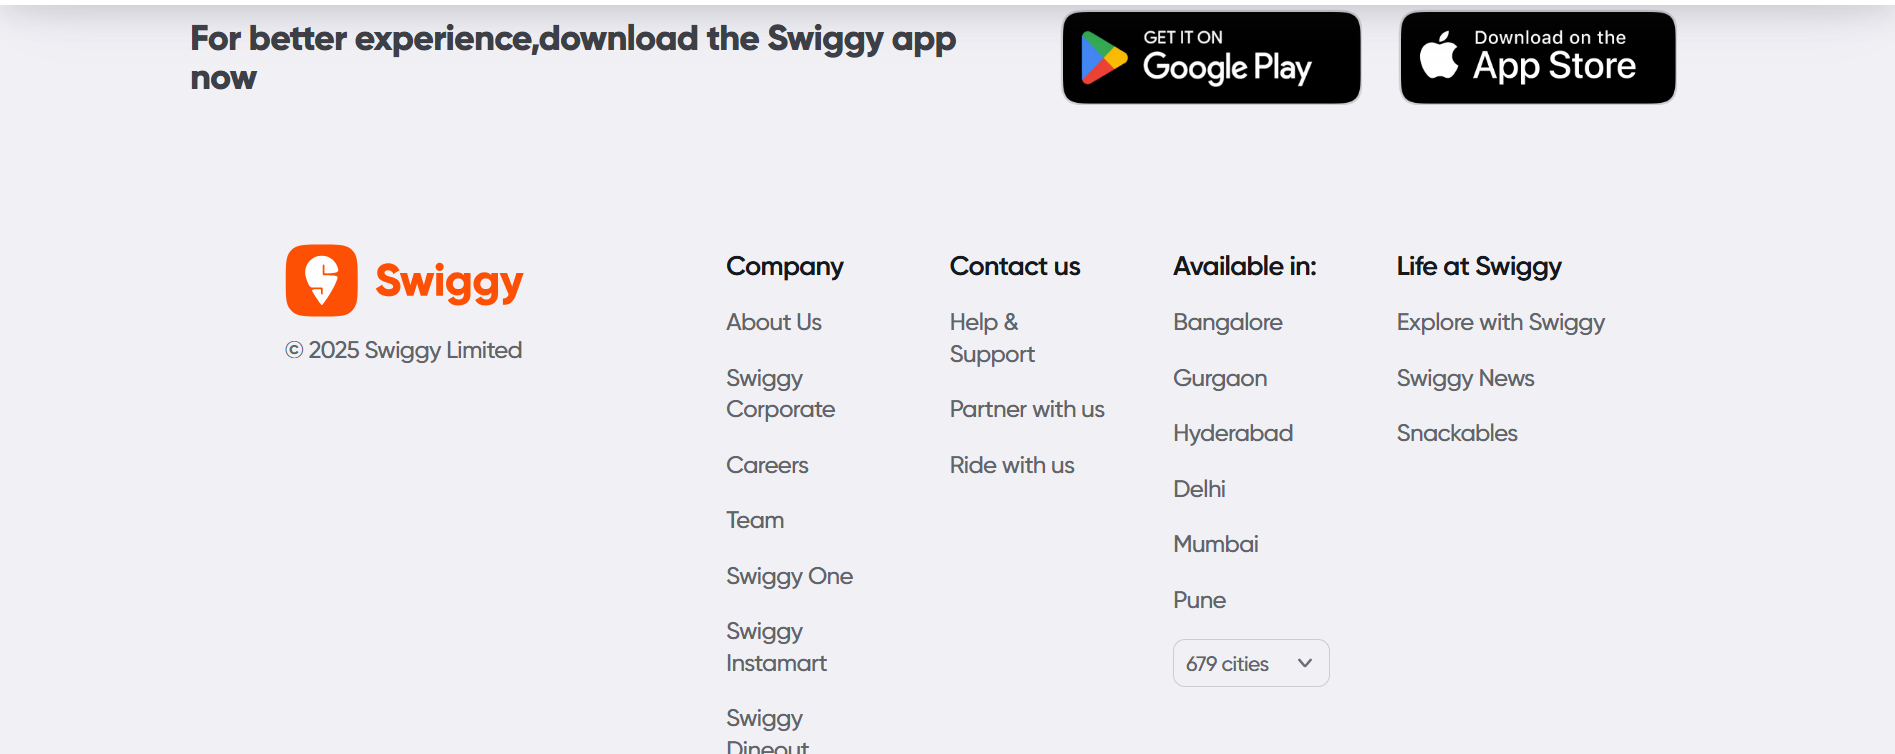 For better experience,download the Swiggy app
now
GET IT ON
Google Play
Download on the
App Store
Swiggy
© 2025 Swiggy Limited
Company
About Us
Swiggy
Corporate
Careers
Team
Swiggy One
Swiggy
Instamart
Swiggy
Dineout
Contact us
Help &
Support
Partner with us
Ride with us
Available in:
Bangalore
Gurgaon
Hyderabad
Delhi
Mumbai
Pune
679 cities
Life at Swiggy
Explore with Swiggy
Swiggy News
Snackables